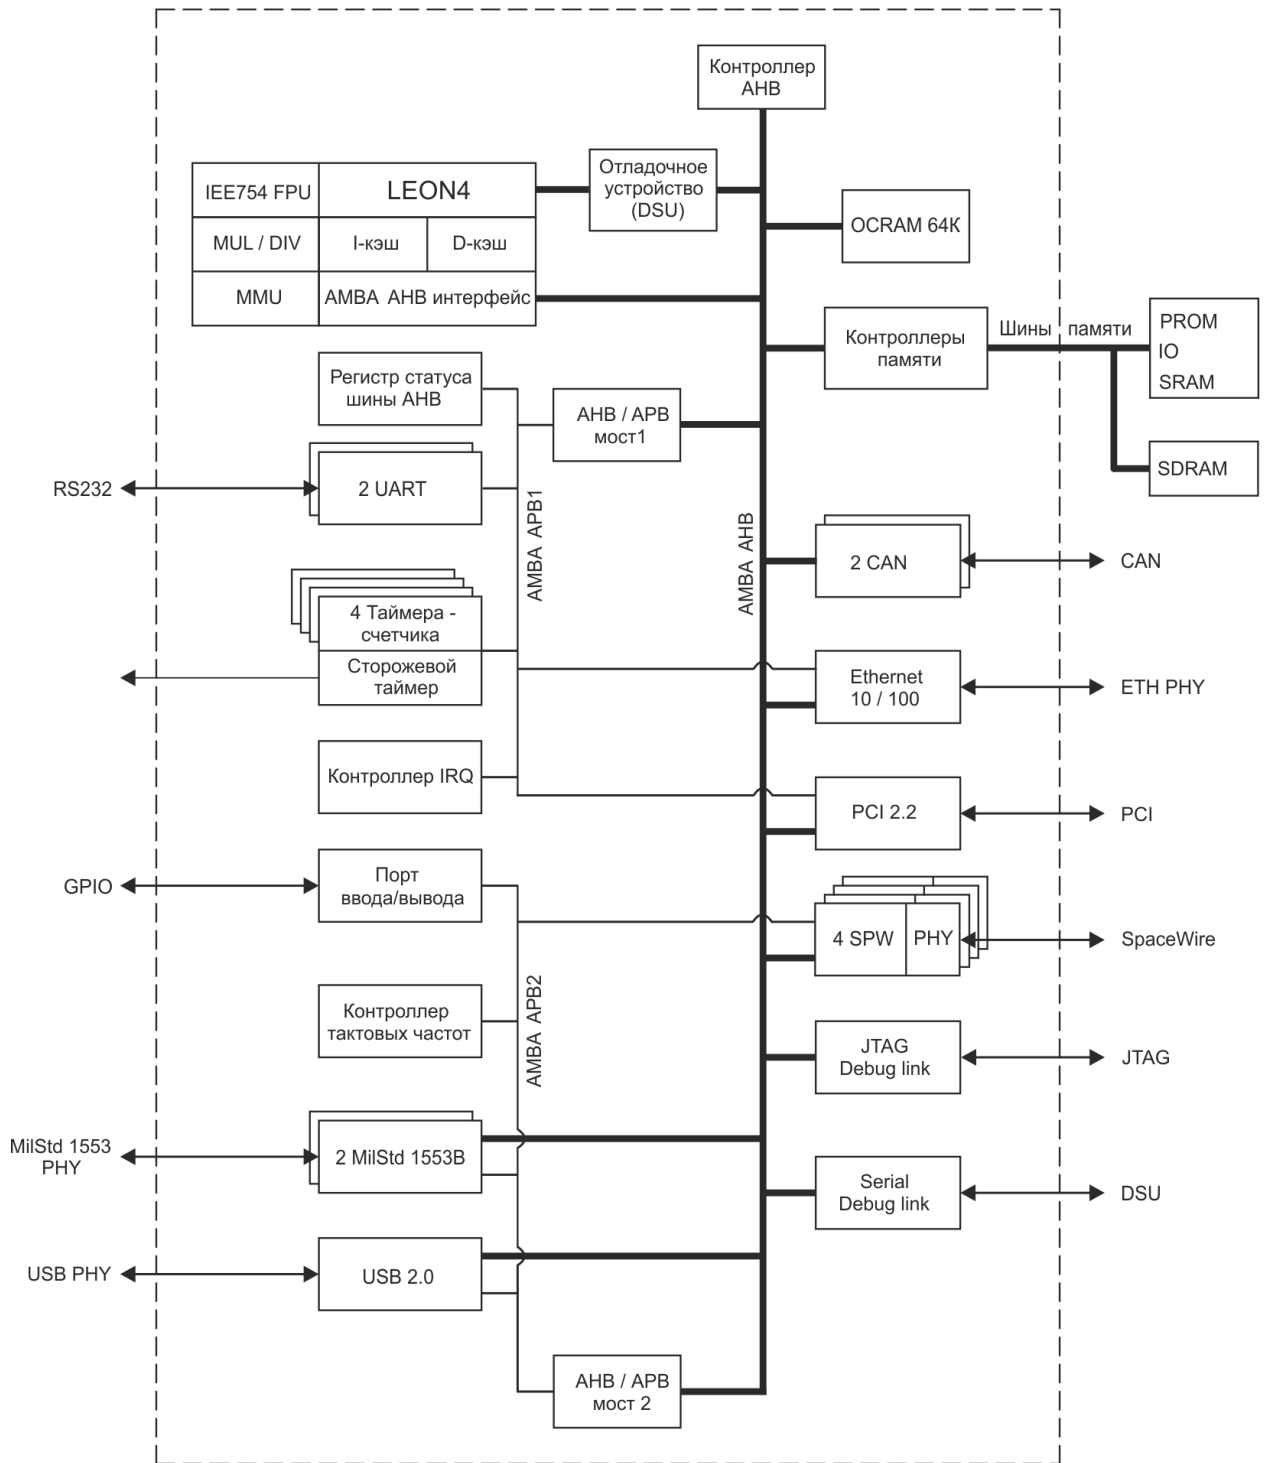 Контроллер
AHB
IEE754 FPU
LEON4
MUL / DIV
I-кэш
D-кэш
MMU
AMBA AHB интерфейс
Отладочное
устройство
(DSU)
OCRAM 64К
Контроллеры
памяти
Шины памяти
PROM
IO
SRAM
SDRAM
Регистр статуса
шины AHB
AHB / APB
мост1
RS232
2 UART
AMBA APB1
AMBA AHB
2 CAN
CAN
4 Таймера -
счетчика
Сторожевой
таймер
Ethernet
10 / 100
ETH PHY
Контроллер IRQ
PCI 2.2
PCI
GPIO
Порт
ввода/вывода
4 SPW
PHY
SpaceWire
Контроллер
тактовых частот
AMBA APB2
JTAG
Debug link
JTAG
MilStd 1553
PHY
2 MilStd 1553B
Serial
Debug link
DSU
USB PHY
USB 2.0
AHB / APB
мост 2